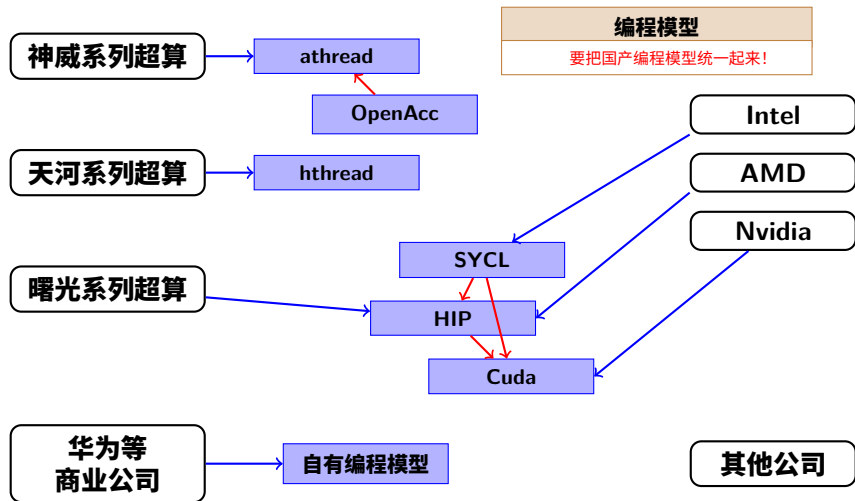 编程模型
要把国产编程模型统一起来！
神威系列超算
athread
OpenAcc
Intel
天河系列超算
hthread
AMD
Nvidia
SYCL
曙光系列超算
HIP
Cuda
华为等
商业公司
自有编程模型
其他公司